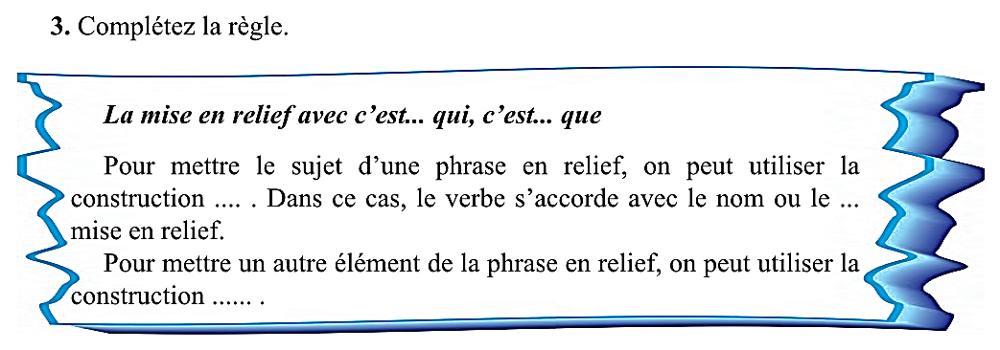 3. Complétez la règle.
La mise en relief avec c’est... qui, c’est... que
Pour mettre le sujet d’une phrase en relief, on peut utiliser la
construction .... . Dans ce cas, le verbe s’accorde avec le nom ou le ...
mise en relief.
Pour mettre un autre élément de la phrase en relief, on peut utiliser la
construction ...... .